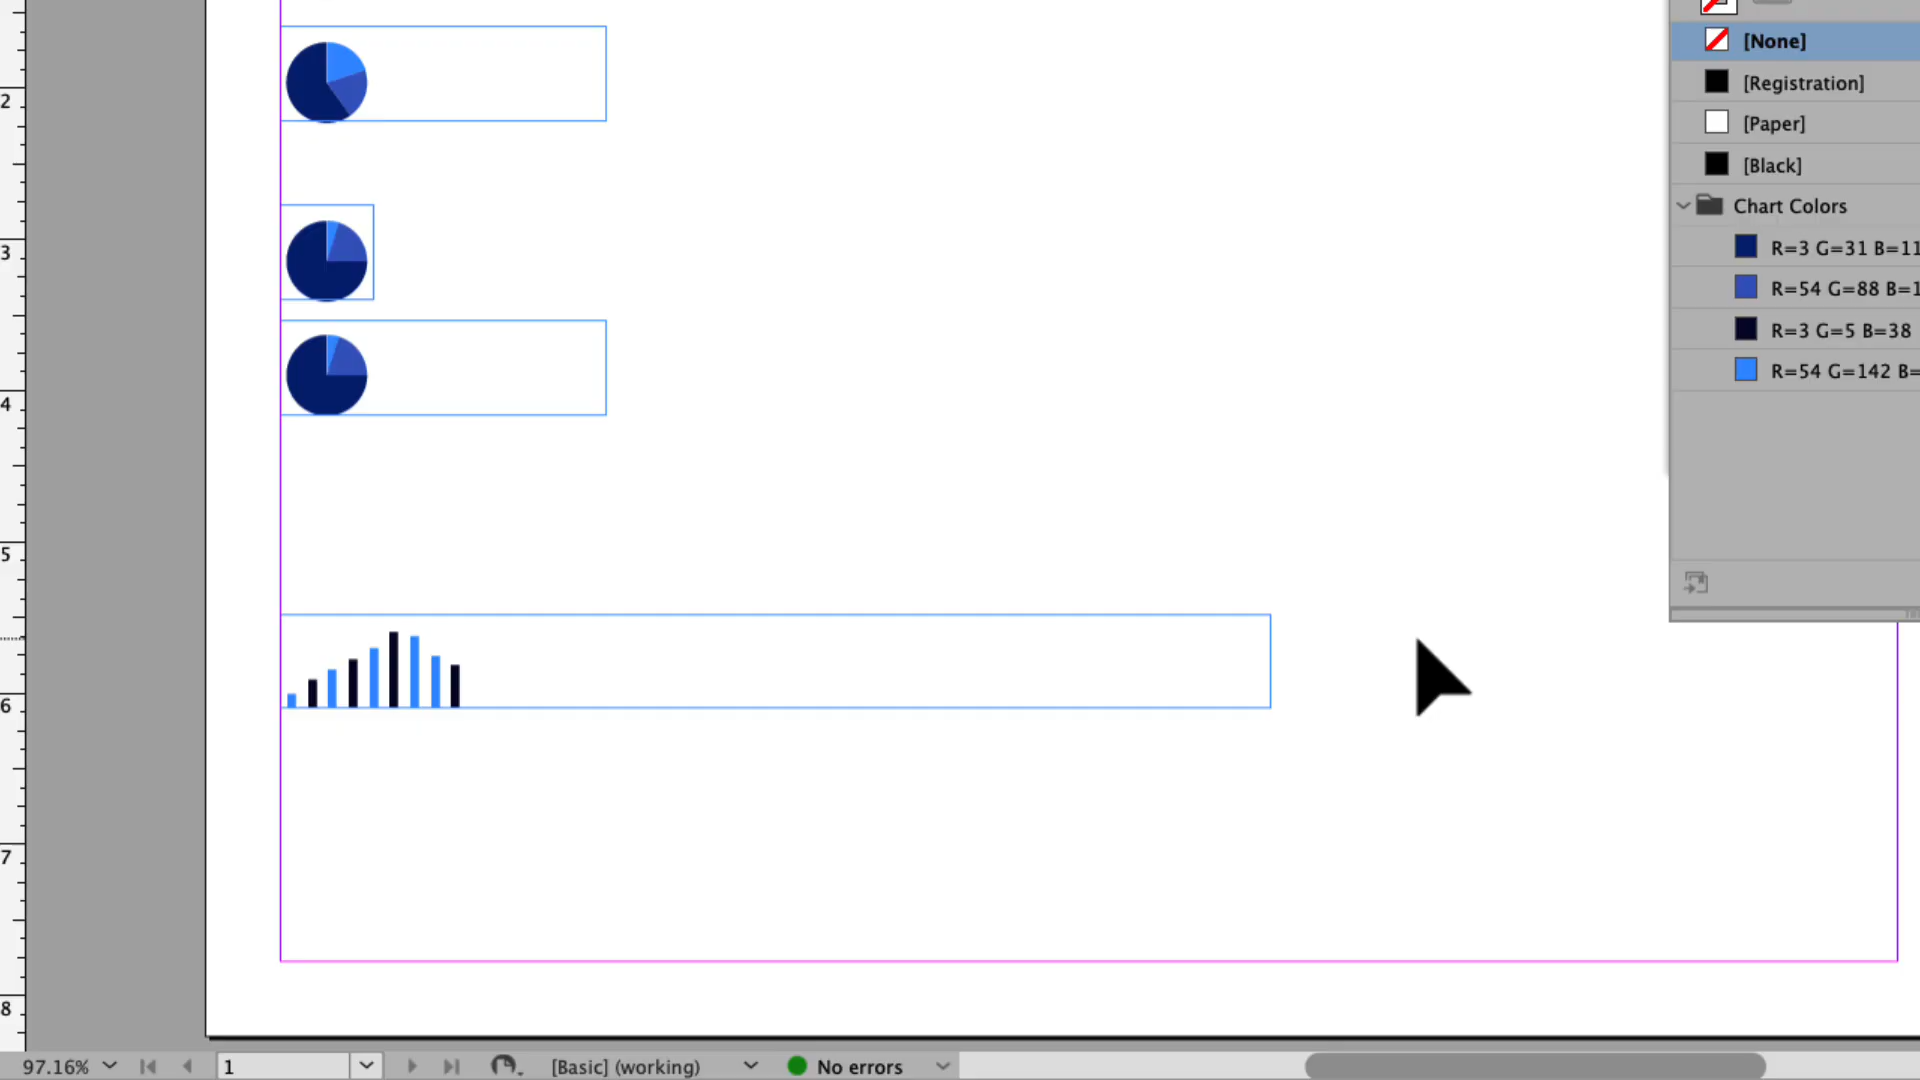 [None]
[Registration]
2
[Paper]
[Black]
Chart Colors
3
R=3 G=31 B=11
R=54 G=88 B=1
R=3 G=5 B=38
R=54 G=142 B=
4
5
6
7
8
97.16%
1
[Basic] (working)
No errors